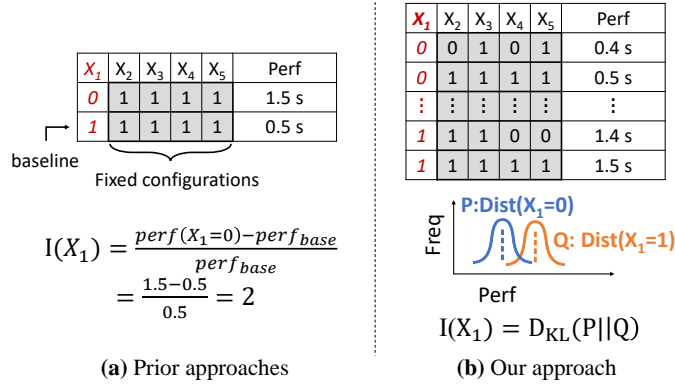 X₁ X₂ X₃ X₄ X₅ Perf
0 1 1 1 1 1.5 s
1 1 1 1 1 0.5 s
baseline
Fixed configurations
I(X₁) = perf(X₁=0)−perf_base / perf_base
= 1.5−0.5 / 0.5 = 2
(a) Prior approaches
X₁ X₂ X₃ X₄ X₅ Perf
0 0 1 0 1 0.4 s
0 1 1 1 1 0.5 s
⋮ ⋮ ⋮ ⋮ ⋮ ⋮
1 1 1 0 0 1.4 s
1 1 1 1 1 1.5 s
P:Dist(X₁=0)
Q: Dist(X₁=1)
Freq
Perf
I(X₁) = D_KL(P||Q)
(b) Our approach